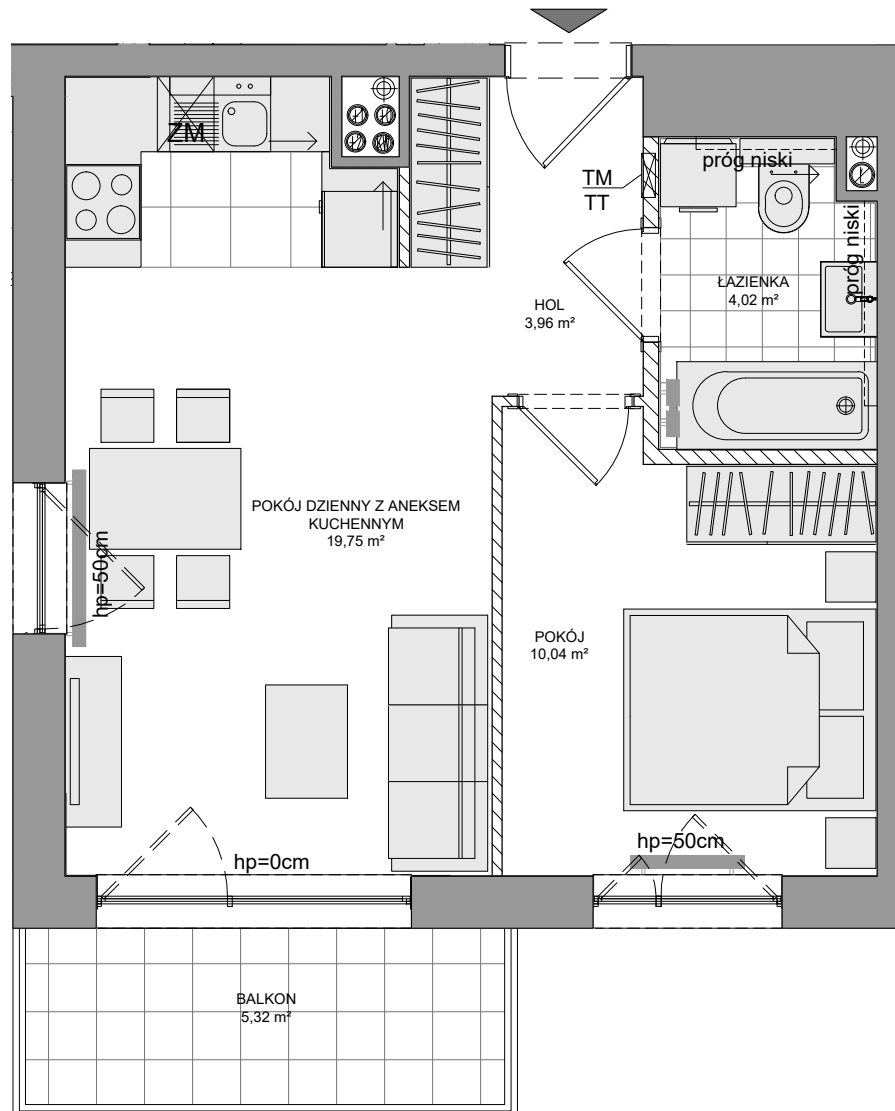 ZM
próg niski
TM
TT
próg niski
ŁAZIENKA
4,02 m²
HOL
3,96 m²
POKÓJ DZIENNY Z ANEKSEM
KUCHENNYM
19,75 m²
hp=50cm
POKÓJ
10,04 m²
hp=0cm
hp=50cm
BALKON
5,32 m²